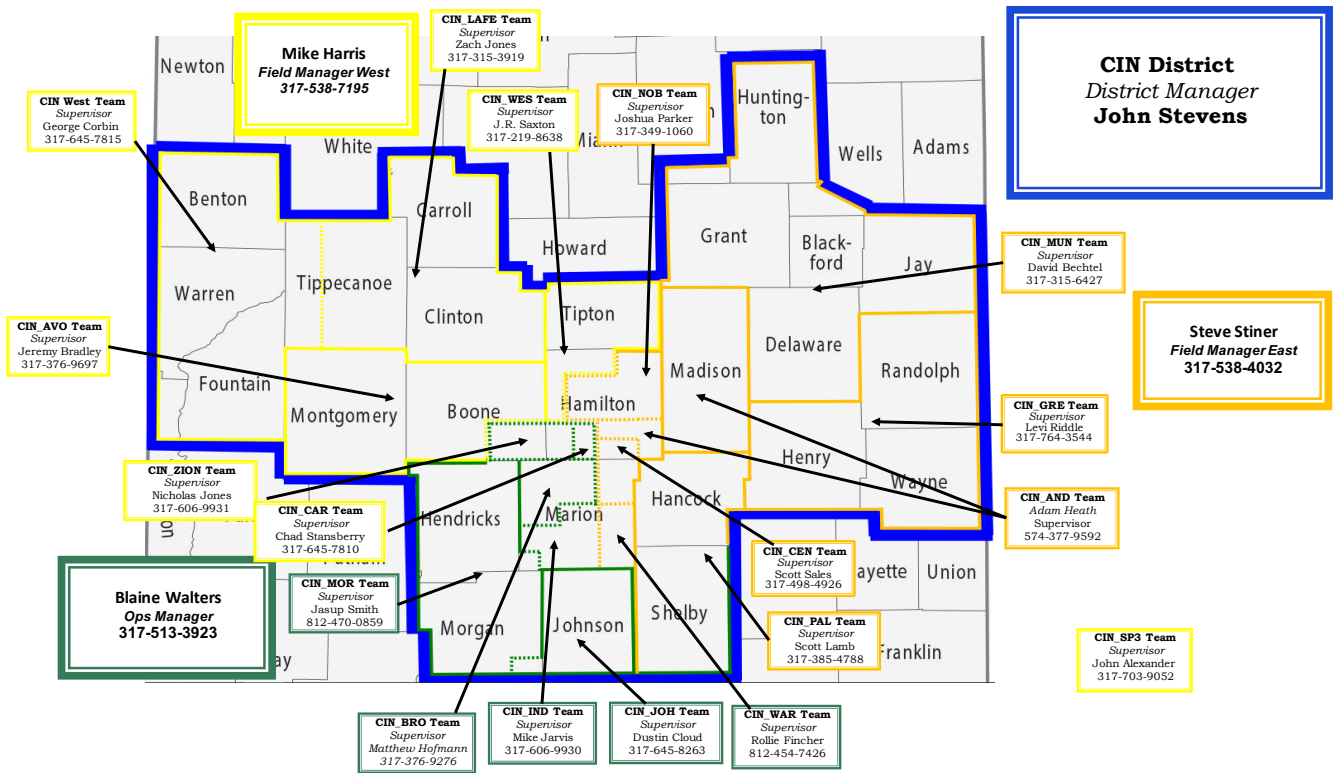 CIN District
District Manager
John Stevens
Mike Harris
Field Manager West
317-538-7195
CIN_LAFE Team
Supervisor
Zach Jones
317-315-3919
CIN West Team
Supervisor
George Corbin
317-645-7815
CIN_WES Team
Supervisor
J.R. Saxton
317-219-8638
CIN_NOB Team
Supervisor
Joshua Parker
317-349-1060
CIN_MUN Team
Supervisor
David Bechtel
317-315-6427
Steve Stiner
Field Manager East
317-538-4032
CIN_AVO Team
Supervisor
Jeremy Bradley
317-376-9697
CIN_GRE Team
Supervisor
Levi Riddle
317-764-3544
CIN_ZION Team
Supervisor
Nicholas Jones
317-606-9931
CIN_CAR Team
Supervisor
Chad Stansberry
317-645-7810
CIN_AND Team
Adam Heath
Supervisor
574-377-9592
CIN_CEN Team
Supervisor
Scott Sales
317-498-4926
Blaine Walters
Ops Manager
317-513-3923
CIN_MOR Team
Supervisor
Jasup Smith
812-470-0859
CIN_PAL Team
Supervisor
Scott Lamb
317-385-4788
CIN_SP3 Team
Supervisor
John Alexander
317-703-9052
CIN_BRO Team
Supervisor
Matthew Hofmann
317-376-9276
CIN_IND Team
Supervisor
Mike Jarvis
317-606-9930
CIN_JOH Team
Supervisor
Dustin Cloud
317-645-8263
CIN_WAR Team
Supervisor
Rollie Fincher
812-454-7426
Newton
White
Hunting-
ton
Wells
Adams
Benton
Carroll
Howard
Grant
Black-
ford
Jay
Warren
Tippecanoe
Clinton
Tipton
Delaware
Randolph
Madison
Fountain
Montgomery
Boone
Hamilton
Henry
Wayne
Hendricks
Marion
Hancock
Shelby
Morgan
Johnson
Union
Franklin